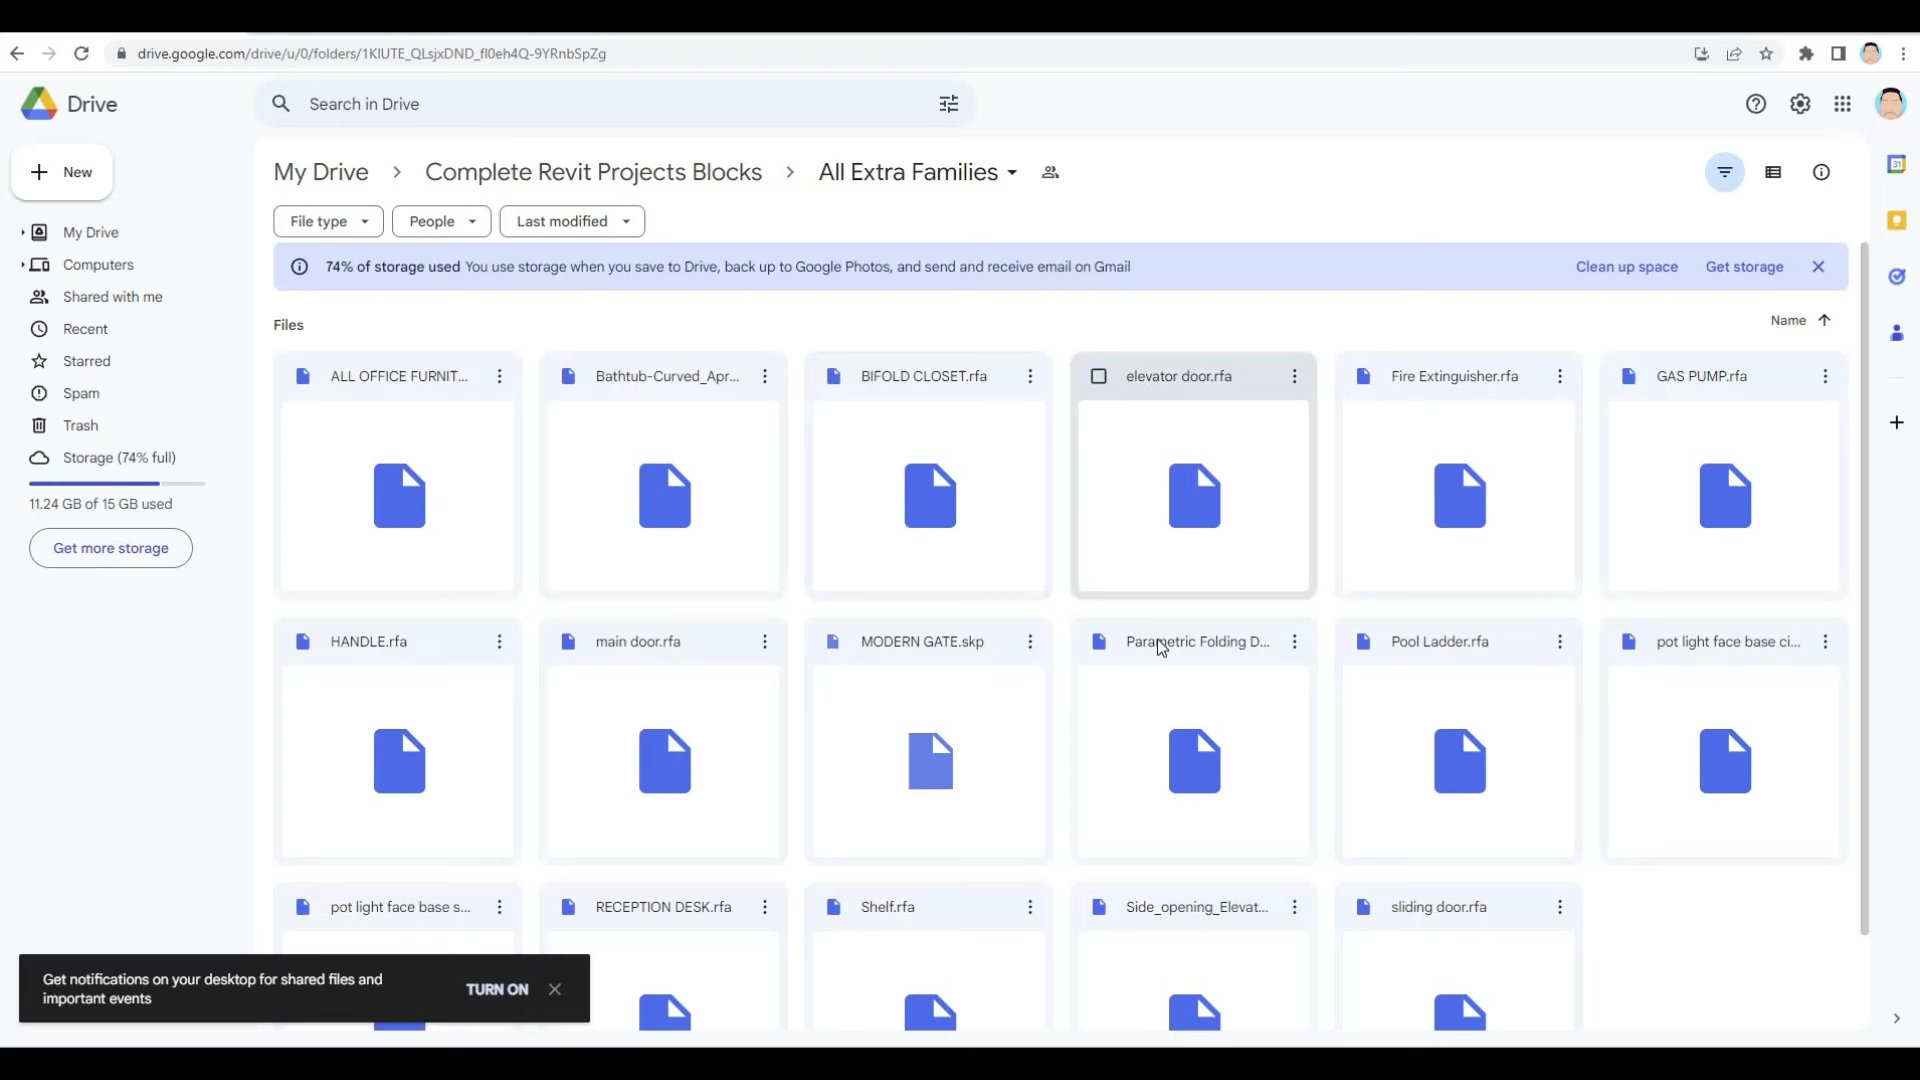 drive.google.com/drive/u/0/folders/1KlUTE_QLsjxDND_fl0eh4Q-9YRnbSpZg
Drive
Search in Drive
New
My Drive
Computers
Shared with me
Recent
Starred
Spam
Trash
Storage (74% full)
11.24 GB of 15 GB used
Get more storage
My Drive > Complete Revit Projects Blocks > All Extra Families
File type People Last modified
74% of storage used You use storage when you save to Drive, back up to Google Photos, and send and receive email on Gmail Clean up space Get storage
Files Name
ALL OFFICE FURNIT... Bathtub-Curved_Apr... BIFOLD CLOSET.rfa elevator door.rfa Fire Extinguisher.rfa GAS PUMP.rfa
HANDLE.rfa main door.rfa MODERN GATE.skp Parametric Folding D... Pool Ladder.rfa pot light face base ci...
pot light face base s... RECEPTION DESK.rfa Shelf.rfa Side_opening_Elevat... sliding door.rfa
Get notifications on your desktop for shared files and
important events
TURN ON
31